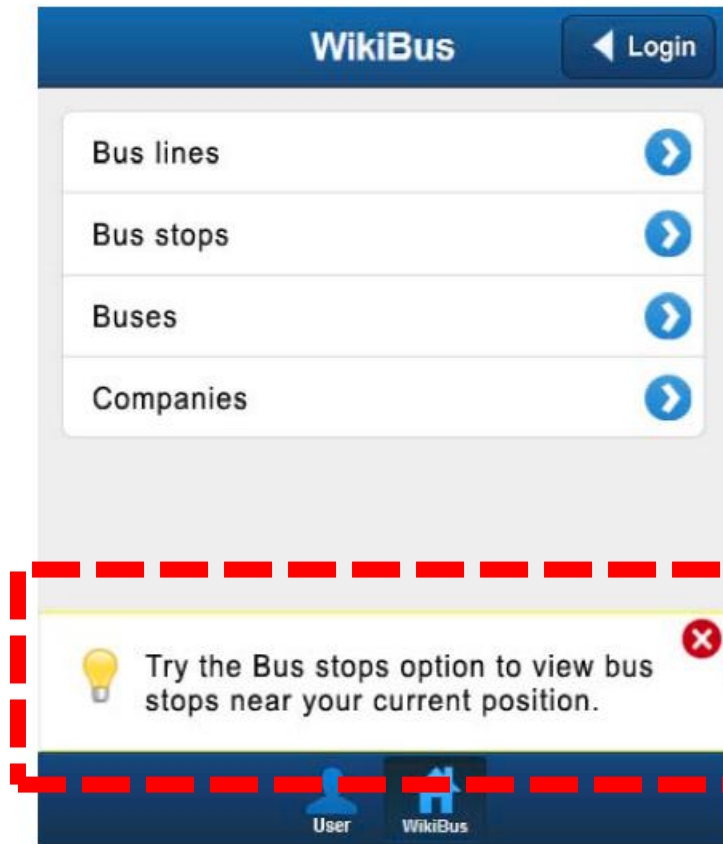 WikiBus
Login
Bus lines
Bus stops
Buses
Companies
Try the Bus stops option to view bus
stops near your current position.
User
WikiBus